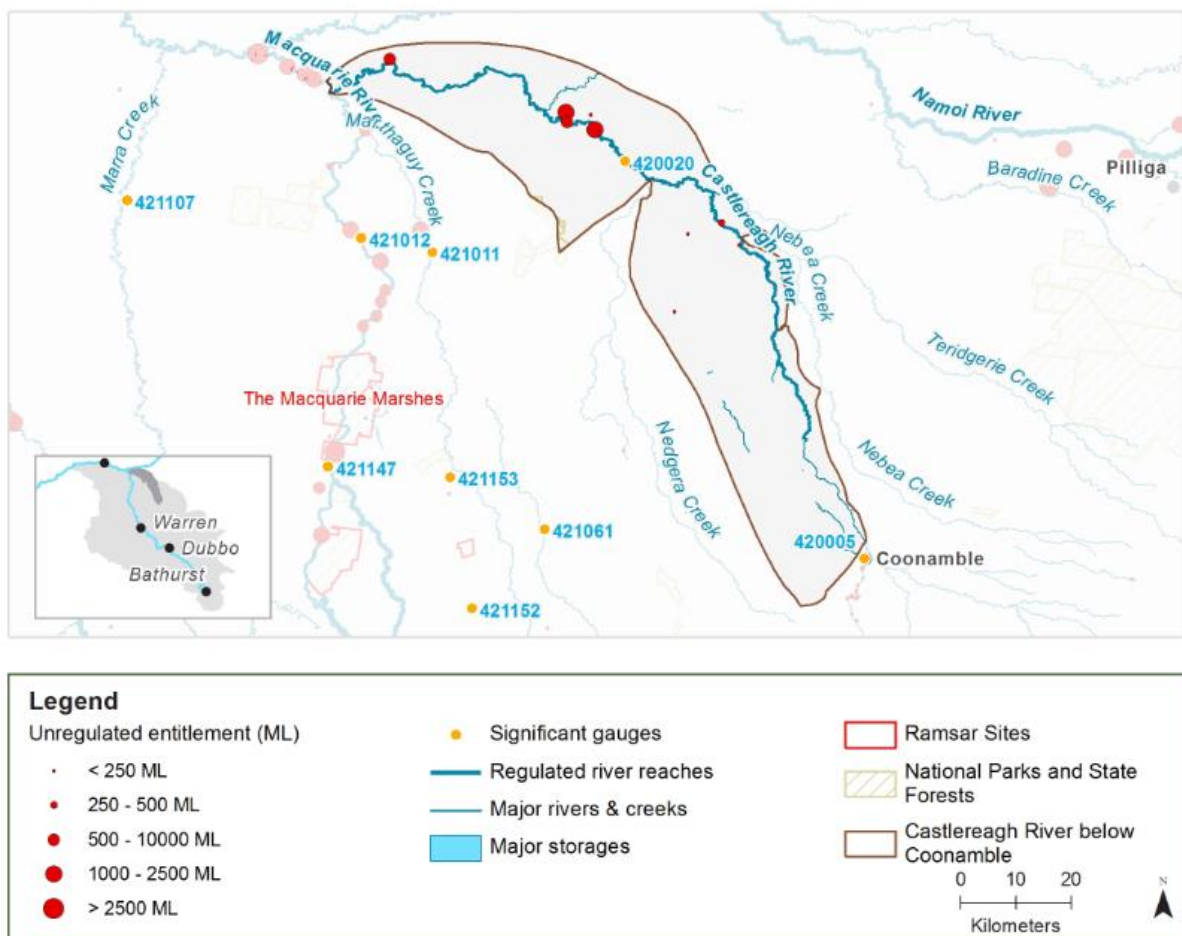 Macquarie River
Marthaguy Creek
Marra Creek
Namoi River
Pilliga
Baradine Creek
420020
Castlereagh River
421107
421012
421011
Nebea Creek
Teridgerie Creek
The Macquarie Marshes
Nedgera Creek
Nebea Creek
421147
421153
421061
420005
Coonamble
421152
Warren
Dubbo
Bathurst
Legend
Unregulated entitlement (ML)
< 250 ML
250 - 500 ML
500 - 10000 ML
1000 - 2500 ML
> 2500 ML
Significant gauges
Regulated river reaches
Major rivers & creeks
Major storages
Ramsar Sites
National Parks and State
Forests
Castlereagh River below
Coonamble
0 10 20
Kilometers
N